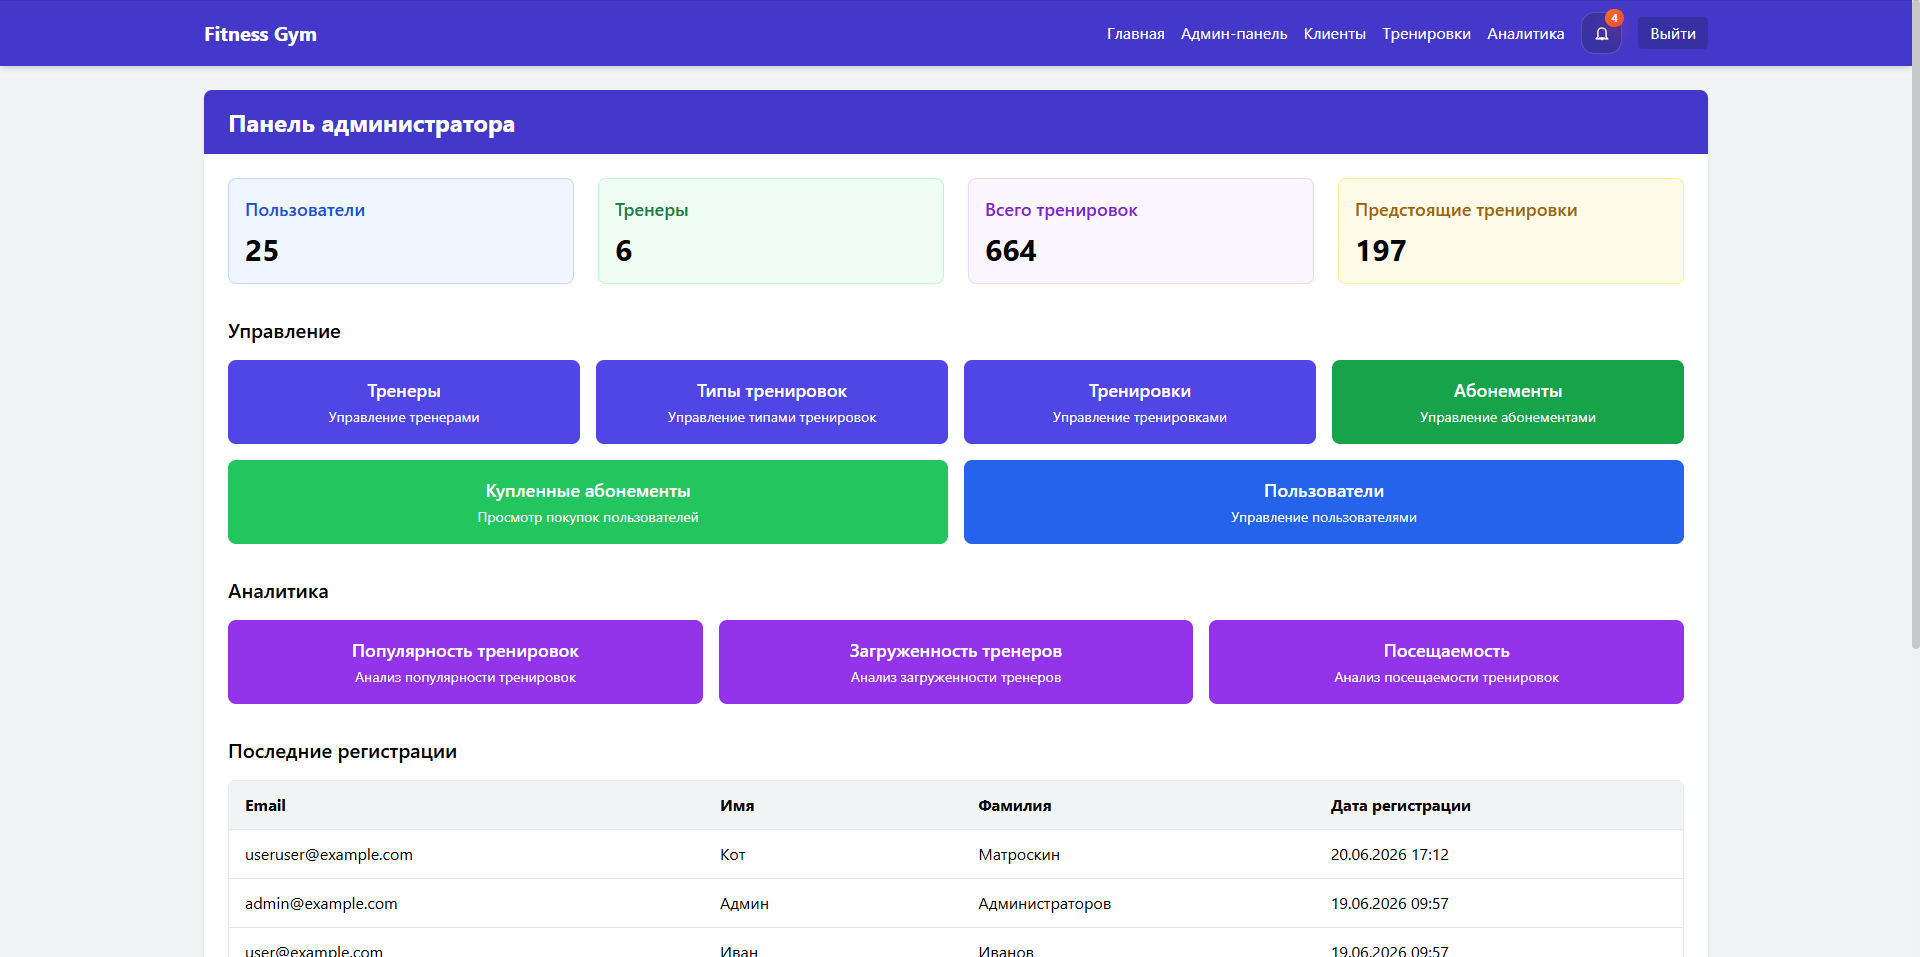 Fitness Gym
Главная Админ-панель Клиенты Тренировки Аналитика 4 Выйти
Панель администратора
Пользователи Тренеры Всего тренировок Предстоящие тренировки
25 6 664 197
Управление
Тренеры Типы тренировок Тренировки Абонементы
Управление тренерами Управление типами тренировок Управление тренировками Управление абонементами
Купленные абонементы Пользователи
Просмотр покупок пользователей Управление пользователями
Аналитика
Популярность тренировок Загруженность тренеров Посещаемость
Анализ популярности тренировок Анализ загруженности тренеров Анализ посещаемости тренировок
Последние регистрации
Email Имя Фамилия Дата регистрации
useruser@example.com Кот Матроскин 20.06.2026 17:12
admin@example.com Админ Администраторов 19.06.2026 09:57
user@example.com Иван Иванов 19.06.2026 09:57